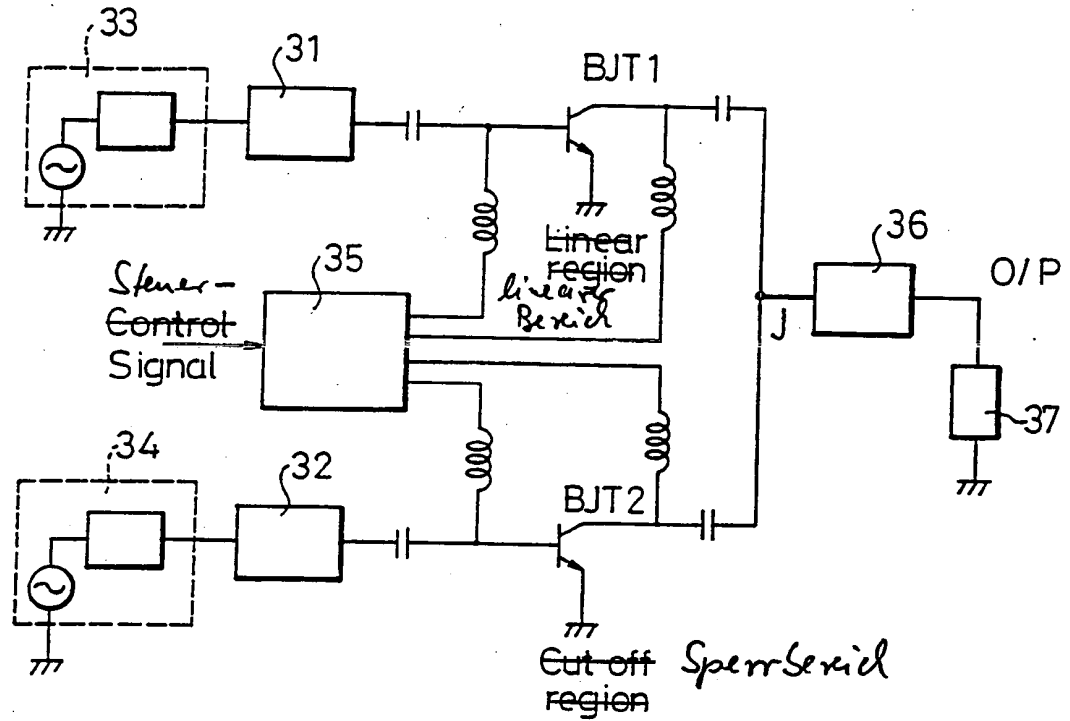 33
31
BJT1
Linear
region
linearer
Bereich
35
36
O/P
J
Steuer-
Control
Signal
37
34
32
BJT2
Cut off
region
Sperrbereich